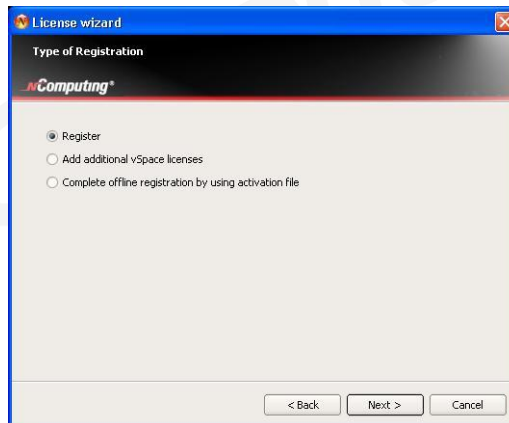 License wizard
Type of Registration
NComputing®
Register
Add additional vSpace licenses
Complete offline registration by using activation file
< Back
Next >
Cancel